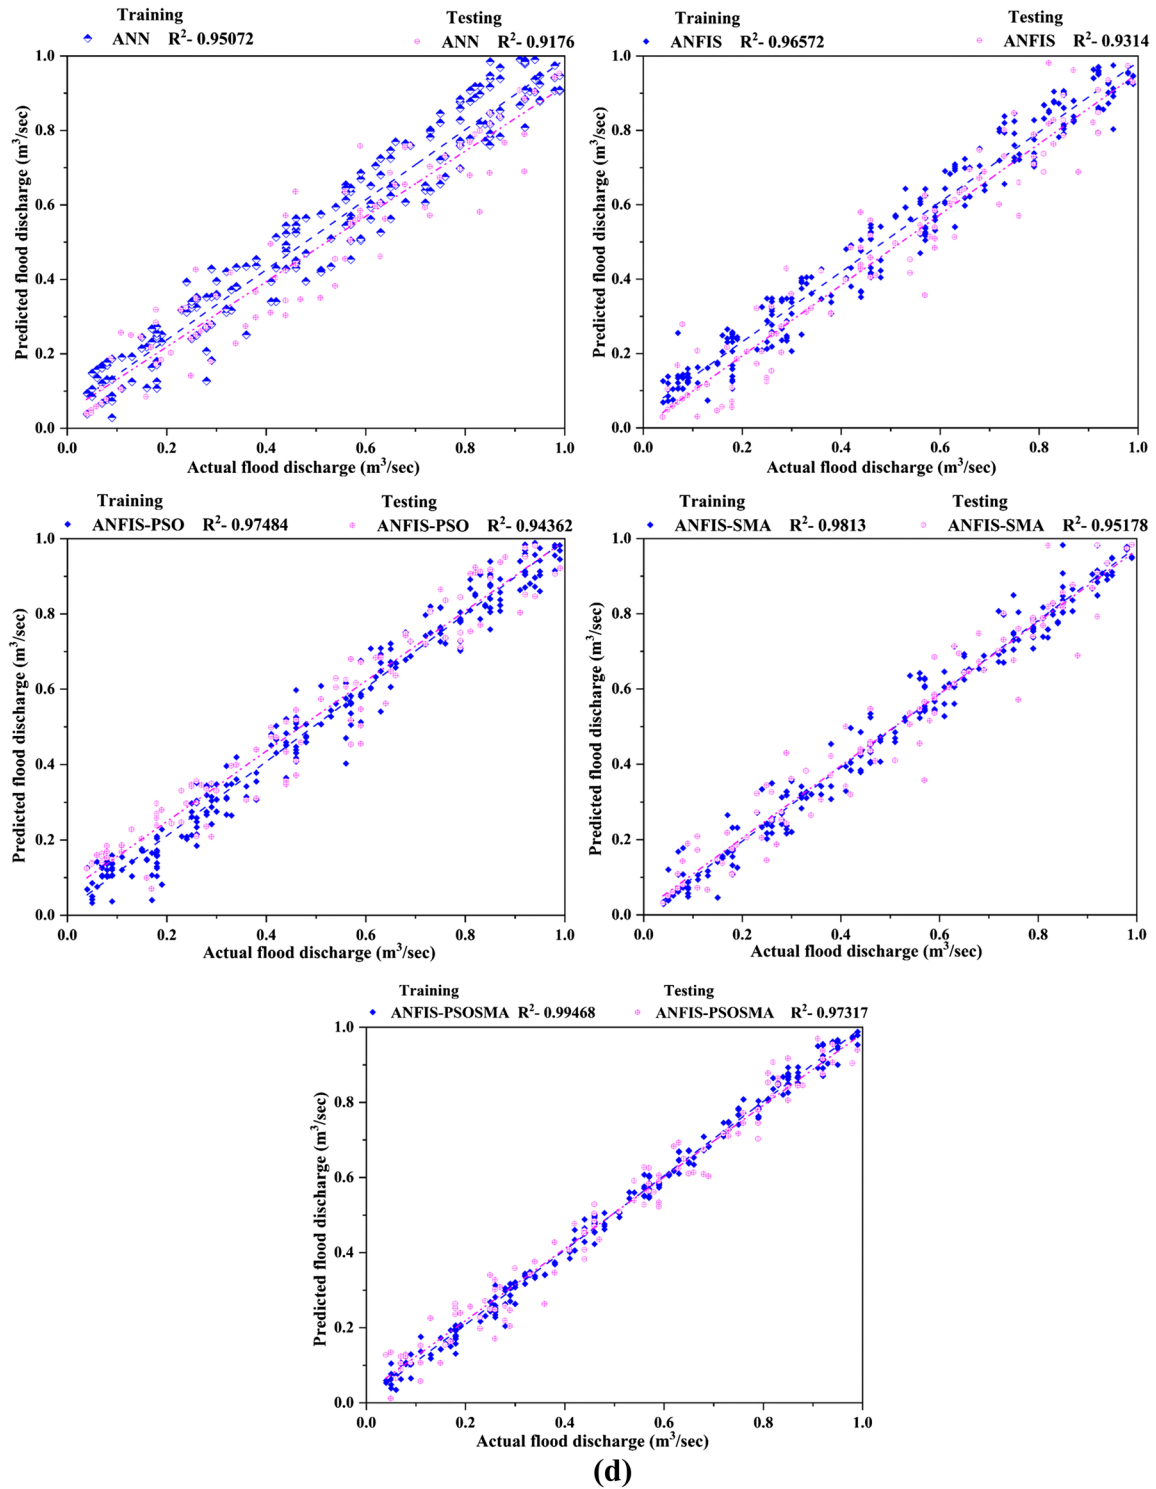 Training Testing
ANN R²- 0.95072 ANN R²- 0.9176
1.0
0.8
0.6
0.4
0.2
0.0
0.0 0.2 0.4 0.6 0.8 1.0
Predicted flood discharge (m³/sec)
Actual flood discharge (m³/sec)
Training Testing
ANFIS R²- 0.96572 ANFIS R²- 0.9314
1.0
0.8
0.6
0.4
0.2
0.0
0.0 0.2 0.4 0.6 0.8 1.0
Predicted flood discharge (m³/sec)
Actual flood discharge (m³/sec)
Training Testing
ANFIS-PSO R²- 0.97484 ANFIS-PSO R²- 0.94362
1.0
0.8
0.6
0.4
0.2
0.0
0.0 0.2 0.4 0.6 0.8 1.0
Predicted flood discharge (m³/sec)
Actual flood discharge (m³/sec)
Training Testing
ANFIS-SMA R²- 0.9813 ANFIS-SMA R²- 0.95178
1.0
0.8
0.6
0.4
0.2
0.0
0.0 0.2 0.4 0.6 0.8 1.0
Predicted flood discharge (m³/sec)
Actual flood discharge (m³/sec)
Training Testing
ANFIS-PSOSMA R²- 0.99468 ANFIS-PSOSMA R²- 0.97317
1.0
0.8
0.6
0.4
0.2
0.0
0.0 0.2 0.4 0.6 0.8 1.0
Predicted flood discharge (m³/sec)
Actual flood discharge (m³/sec)
(d)